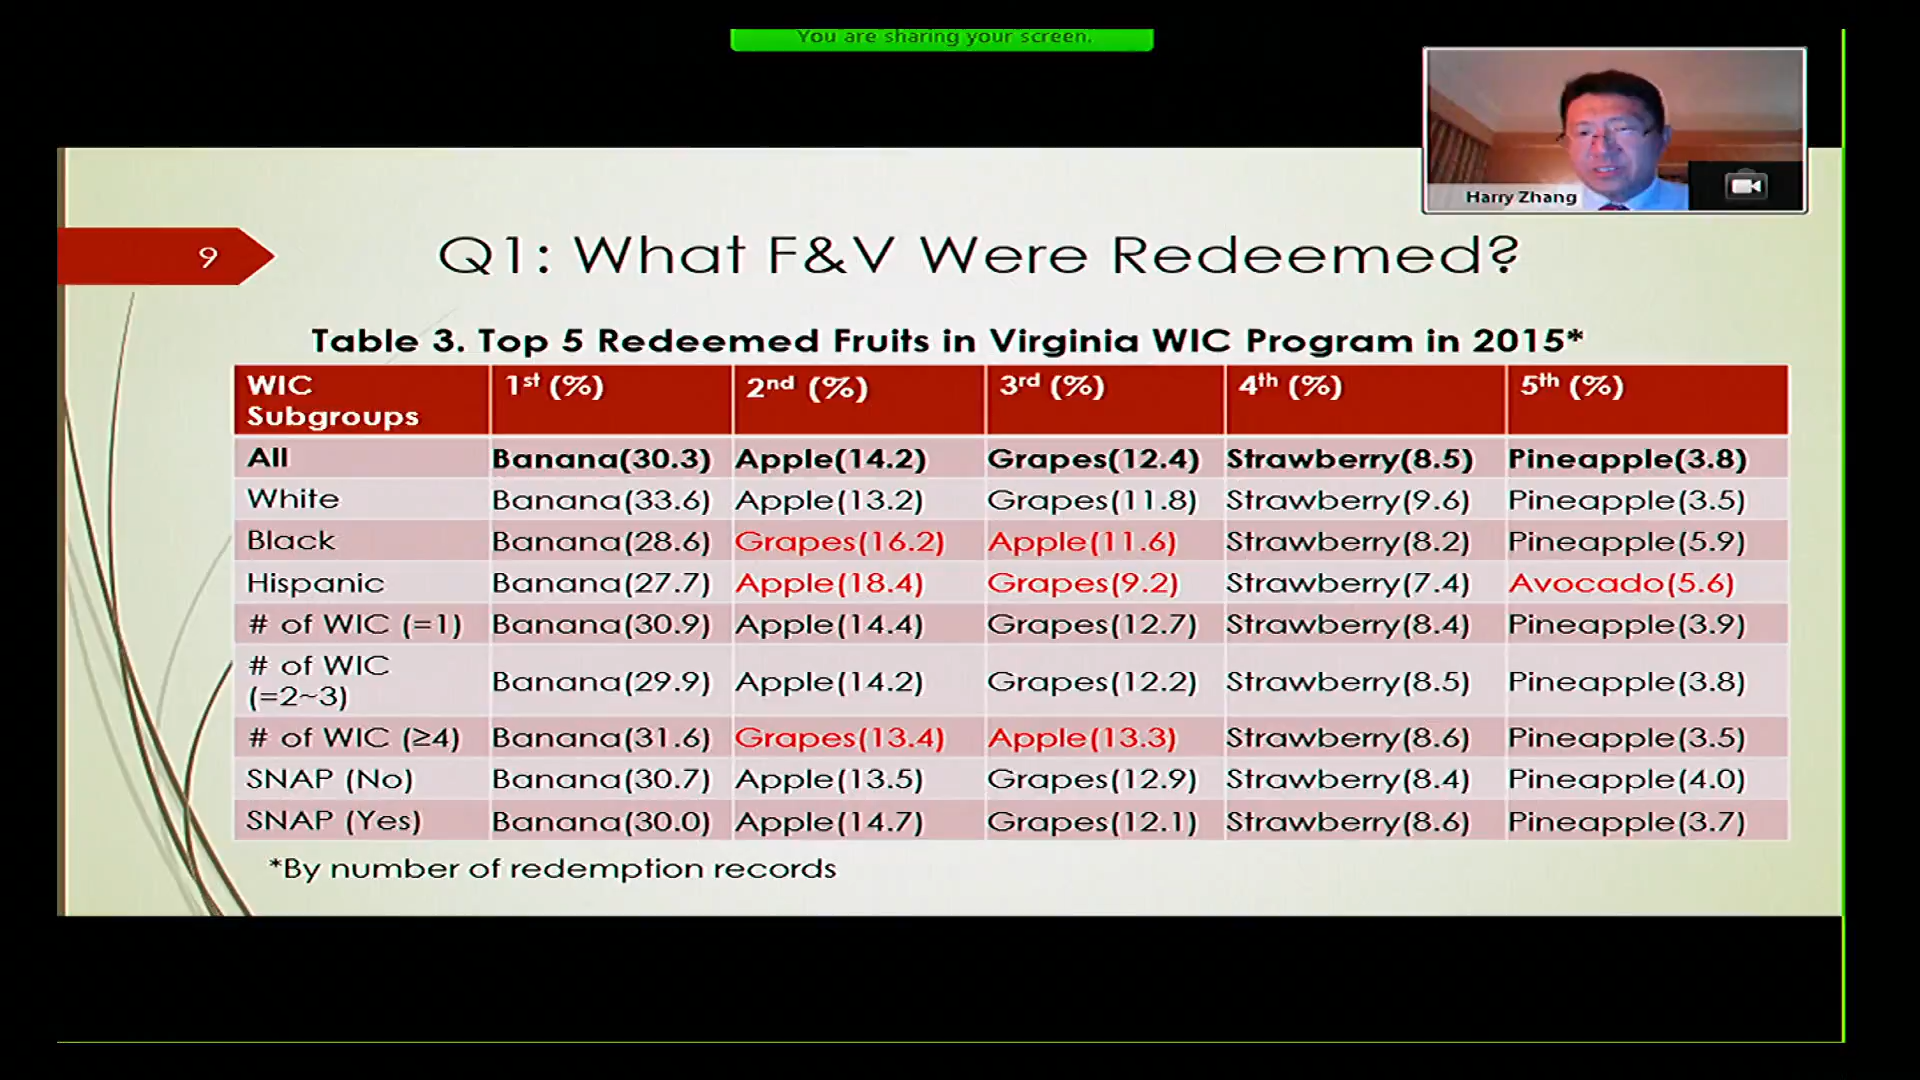 You are sharing your screen.
Harry Zhang
9
Q1: What F&V Were Redeemed?
Table 3. Top 5 Redeemed Fruits in Virginia WIC Program in 2015*
WIC Subgroups 1st (%) 2nd (%) 3rd (%) 4th (%) 5th (%)
All Banana(30.3) Apple(14.2) Grapes(12.4) Strawberry(8.5) Pineapple(3.8)
White Banana(33.6) Apple(13.2) Grapes(11.8) Strawberry(9.6) Pineapple(3.5)
Black Banana(28.6) Grapes(16.2) Apple(11.6) Strawberry(8.2) Pineapple(5.9)
Hispanic Banana(27.7) Apple(18.4) Grapes(9.2) Strawberry(7.4) Avocado(5.6)
# of WIC (=1) Banana(30.9) Apple(14.4) Grapes(12.7) Strawberry(8.4) Pineapple(3.9)
# of WIC (=2~3) Banana(29.9) Apple(14.2) Grapes(12.2) Strawberry(8.5) Pineapple(3.8)
# of WIC (≥4) Banana(31.6) Grapes(13.4) Apple(13.3) Strawberry(8.6) Pineapple(3.5)
SNAP (No) Banana(30.7) Apple(13.5) Grapes(12.9) Strawberry(8.4) Pineapple(4.0)
SNAP (Yes) Banana(30.0) Apple(14.7) Grapes(12.1) Strawberry(8.6) Pineapple(3.7)
*By number of redemption records